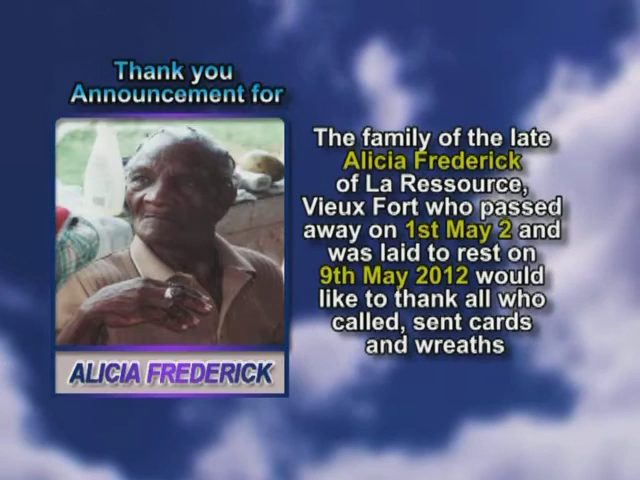 Thank you
Announcement for
ALICIA FREDERICK
The family of the late
Alicia Frederick
of La Ressource,
Vieux Fort who passed
away on 1st May 2 and
was laid to rest on
9th May 2012 would
like to thank all who
called, sent cards
and wreaths